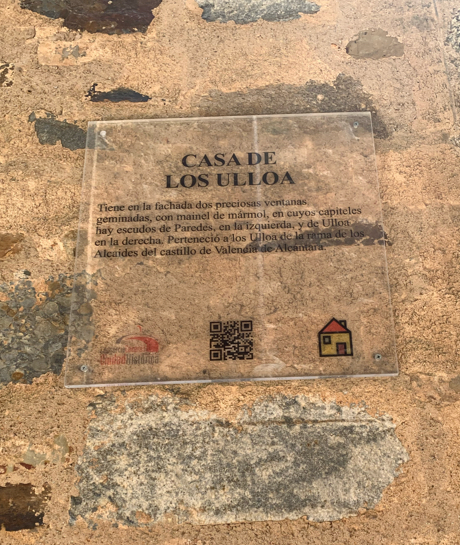 CASA DE
LOS ULLOA
Tiene en la fachada dos preciosas ventanas
geminadas, con mainel de mármol, en cuyos capiteles
hay escudos de Paredes, en la izquierda, y de Ulloa,
en la derecha. Perteneció a los Ulloa de la rama de los
Alcaides del castillo de Valencia de Alcántara.